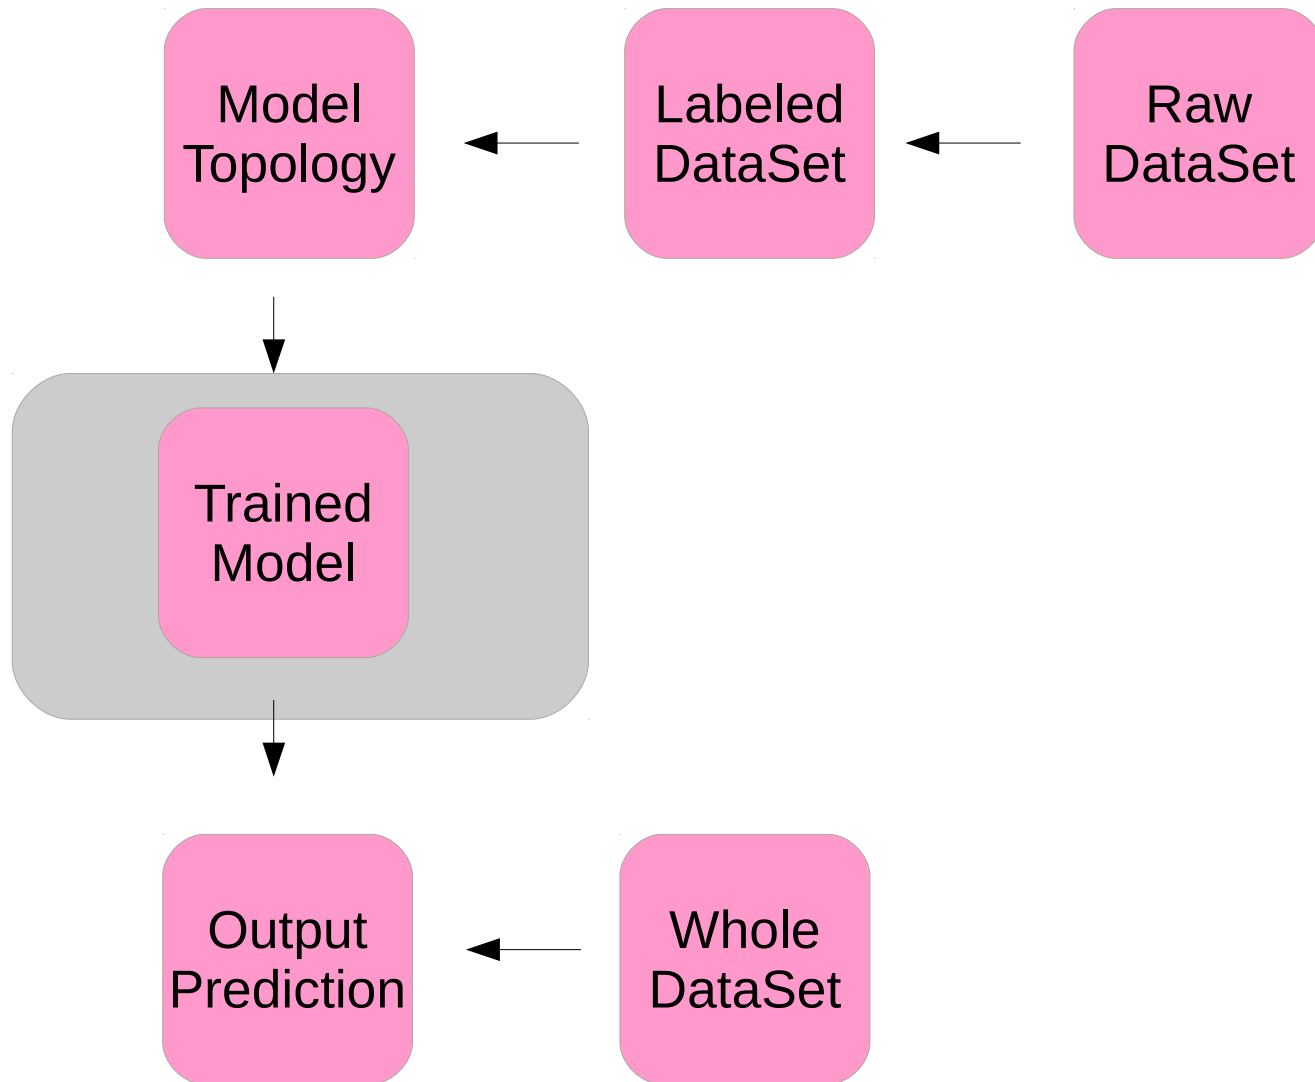 Model
Topology
Labeled
DataSet
Raw
DataSet
Trained
Model
Output
Prediction
Whole
DataSet